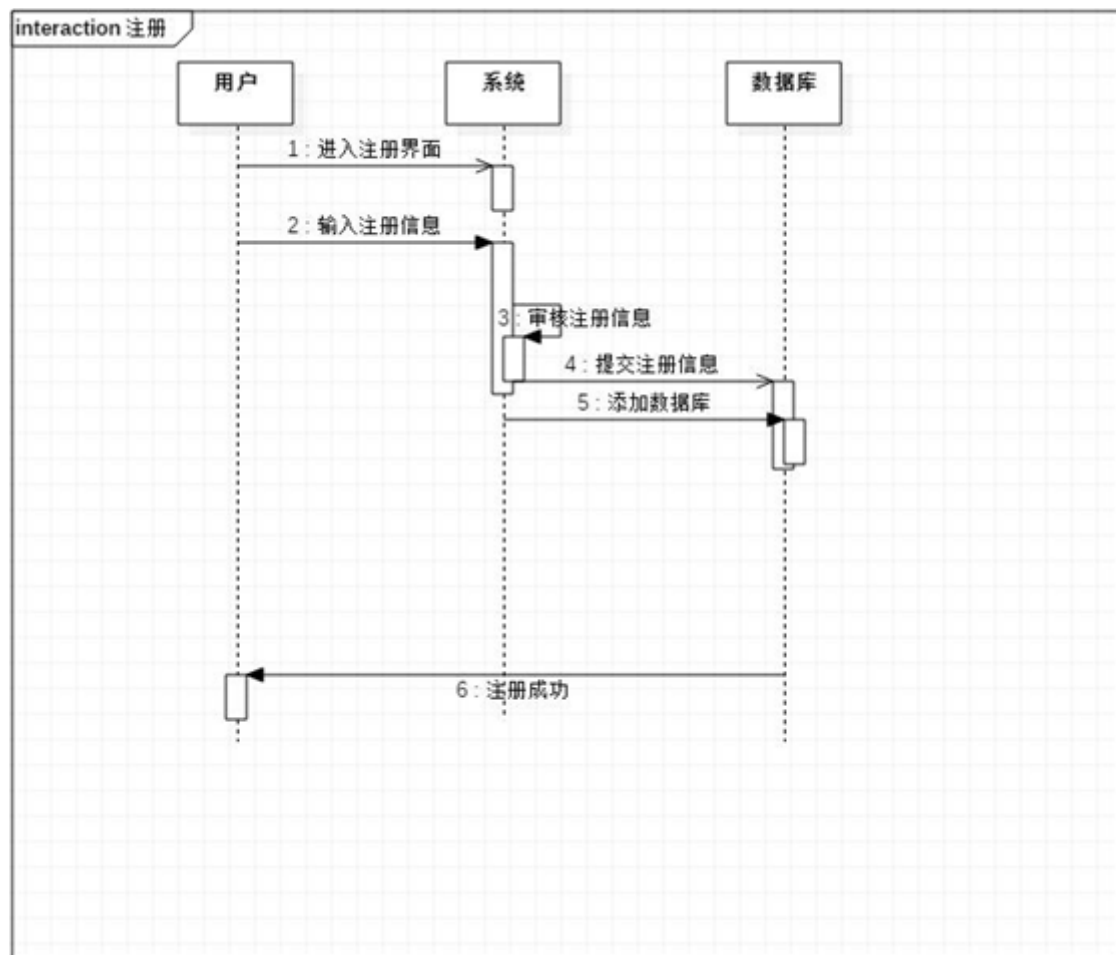 interaction 注册
用户
系统
数据库
1 : 进入注册界面
2 : 输入注册信息
3 : 审核注册信息
4 : 提交注册信息
5 : 添加数据库
6 : 注册成功